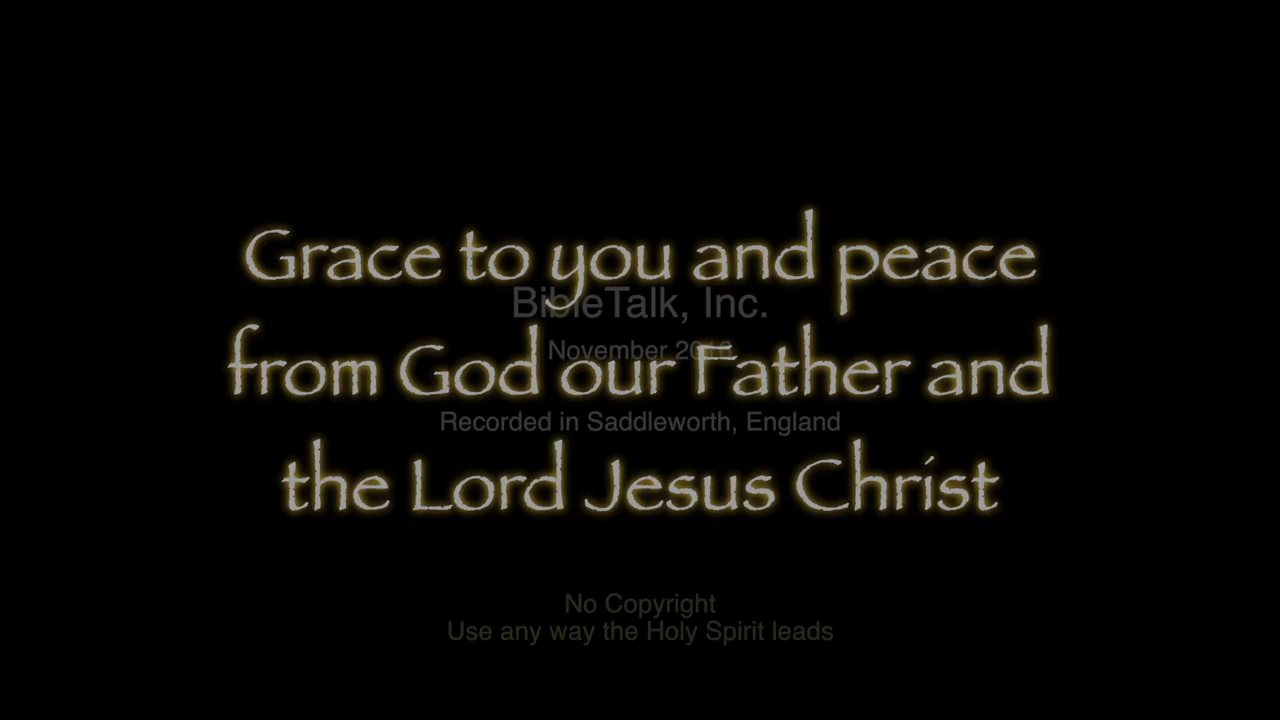 Grace to you and peace
BibleTalk, Inc.
November
from God our Father and
Recorded in Saddleworth, England
the Lord Jesus Christ
No Copyright
Use any way the Holy Spirit leads